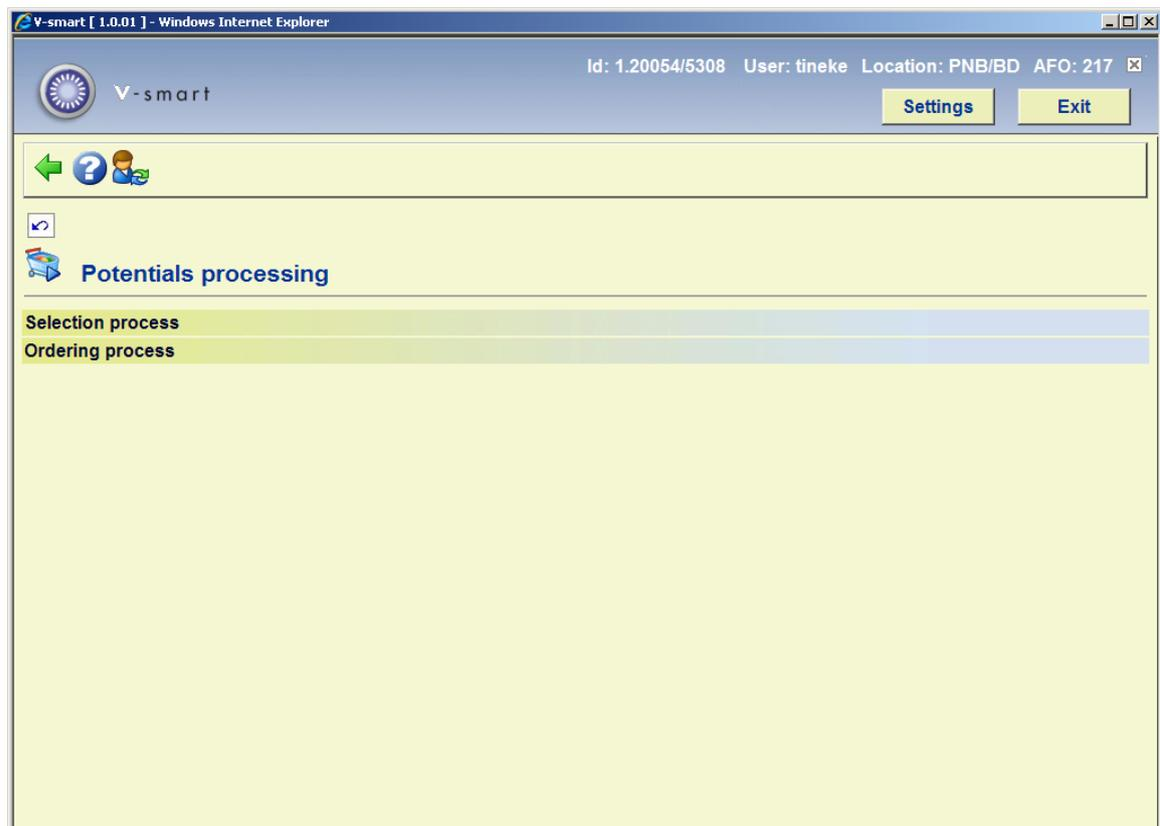 V-smart [ 1.0.01 ] - Windows Internet Explorer
Id: 1.20054/5308 User: tineke Location: PNB/BD AFO: 217
V-smart
Settings Exit
Potentials processing
Selection process
Ordering process